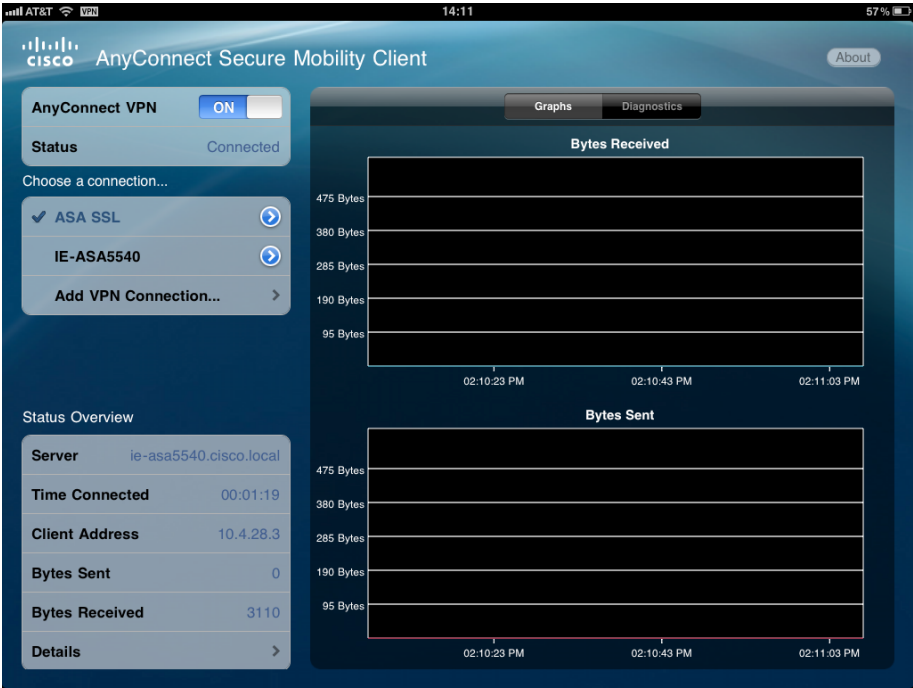 AT&T VPN 14:11 57%
CISCO AnyConnect Secure Mobility Client About
AnyConnect VPN ON
Status Connected
Choose a connection...
ASA SSL
IE-ASA5540
Add VPN Connection...
Status Overview
Server ie-asa5540.cisco.local
Time Connected 00:01:19
Client Address 10.4.28.3
Bytes Sent 0
Bytes Received 3110
Details
Graphs Diagnostics
Bytes Received
475 Bytes
380 Bytes
285 Bytes
190 Bytes
95 Bytes
02:10:23 PM 02:10:43 PM 02:11:03 PM
Bytes Sent
475 Bytes
380 Bytes
285 Bytes
190 Bytes
95 Bytes
02:10:23 PM 02:10:43 PM 02:11:03 PM